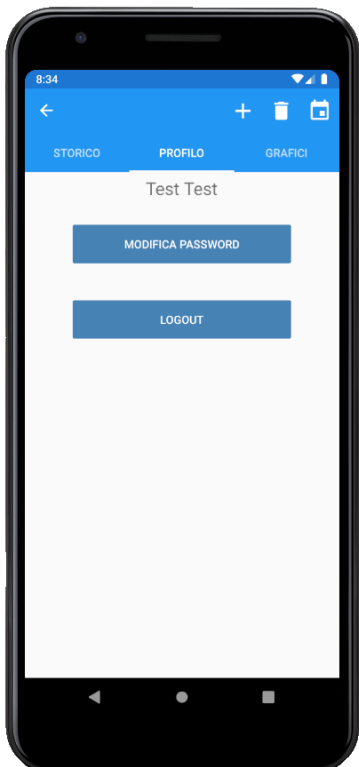 8:34
STORICO PROFILO GRAFICI
Test Test
MODIFICA PASSWORD
LOGOUT